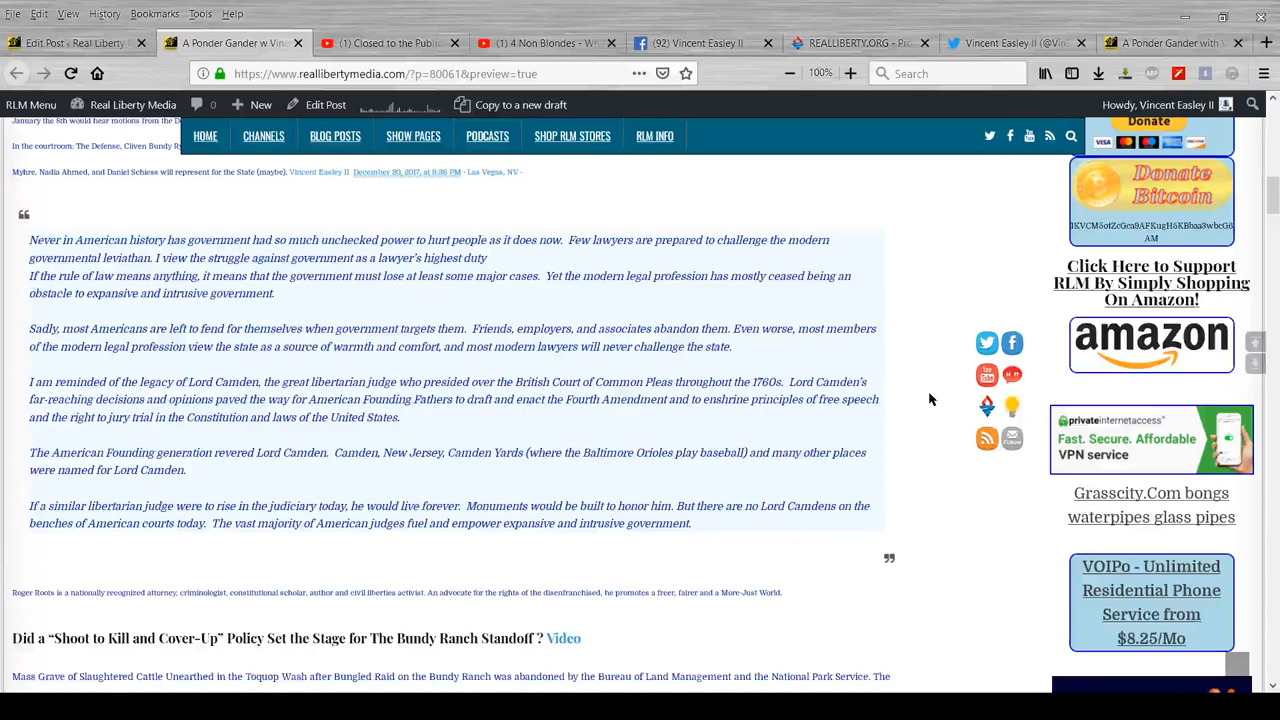 File Edit View History Bookmarks Tools Help
Edit Post ‹ Real Liberty
A Ponder Gander w Vinc
(1) Closed to the Public
(1) 4 Non Blondes - W
(92) Vincent Easley II
REALLIBERTY.ORG - Pro
Vincent Easley II (@Vin
A Ponder Gander with
https://www.reallibertymedia.com/?p=80061&preview=true
100%
Search
RLM Menu Real Liberty Media 0 New Edit Post Copy to a new draft Howdy, Vincent Easley II
January the 8th would hear motions from the D
HOME CHANNELS BLOG POSTS SHOW PAGES PODCASTS SHOP RLM STORES RLM INFO
In the courtroom: The Defense, Cliven Bundy R
Myhre, Nadia Ahmed, and Daniel Schiess will represent for the State (maybe). Vincent Easley II December 20, 2017, at 9:36 PM · Las Vegas, NV ·
“
Never in American history has government had so much unchecked power to hurt people as it does now. Few lawyers are prepared to challenge the modern
governmental leviathan. I view the struggle against government as a lawyer’s highest duty
If the rule of law means anything, it means that the government must lose at least some major cases. Yet the modern legal profession has mostly ceased being an
obstacle to expansive and intrusive government.
Sadly, most Americans are left to fend for themselves when government targets them. Friends, employers, and associates abandon them. Even worse, most members
of the modern legal profession view the state as a source of warmth and comfort, and most modern lawyers will never challenge the state.
I am reminded of the legacy of Lord Camden, the great libertarian judge who presided over the British Court of Common Pleas throughout the 1760s. Lord Camden’s
far-reaching decisions and opinions paved the way for American Founding Fathers to draft and enact the Fourth Amendment and to enshrine principles of free speech
and the right to jury trial in the Constitution and laws of the United States.
The American Founding generation revered Lord Camden. Camden, New Jersey, Camden Yards (where the Baltimore Orioles play baseball) and many other places
were named for Lord Camden.
If a similar libertarian judge were to rise in the judiciary today, he would live forever. Monuments would be built to honor him. But there are no Lord Camdens on the
benches of American courts today. The vast majority of American judges fuel and empower expansive and intrusive government.
”
Roger Roots is a nationally recognized attorney, criminologist, constitutional scholar, author and civil liberties activist. An advocate for the rights of the disenfranchised, he promotes a freer, fairer and a More-Just World.
Did a “Shoot to Kill and Cover-Up” Policy Set the Stage for The Bundy Ranch Standoff ? Video
Mass Grave of Slaughtered Cattle Unearthed in the Toquop Wash after Bungled Raid on the Bundy Ranch was abandoned by the Bureau of Land Management and the National Park Service. The
Donate
VISA
Donate
Bitcoin
AM
Click Here to Support
RLM By Simply Shopping
On Amazon!
amazon
privateinternetaccess
Fast. Secure. Affordable
VPN service
Grasscity.Com bongs
waterpipes glass pipes
VOIPo - Unlimited
Residential Phone
Service from
$8.25/Mo
You
Tube
Follow